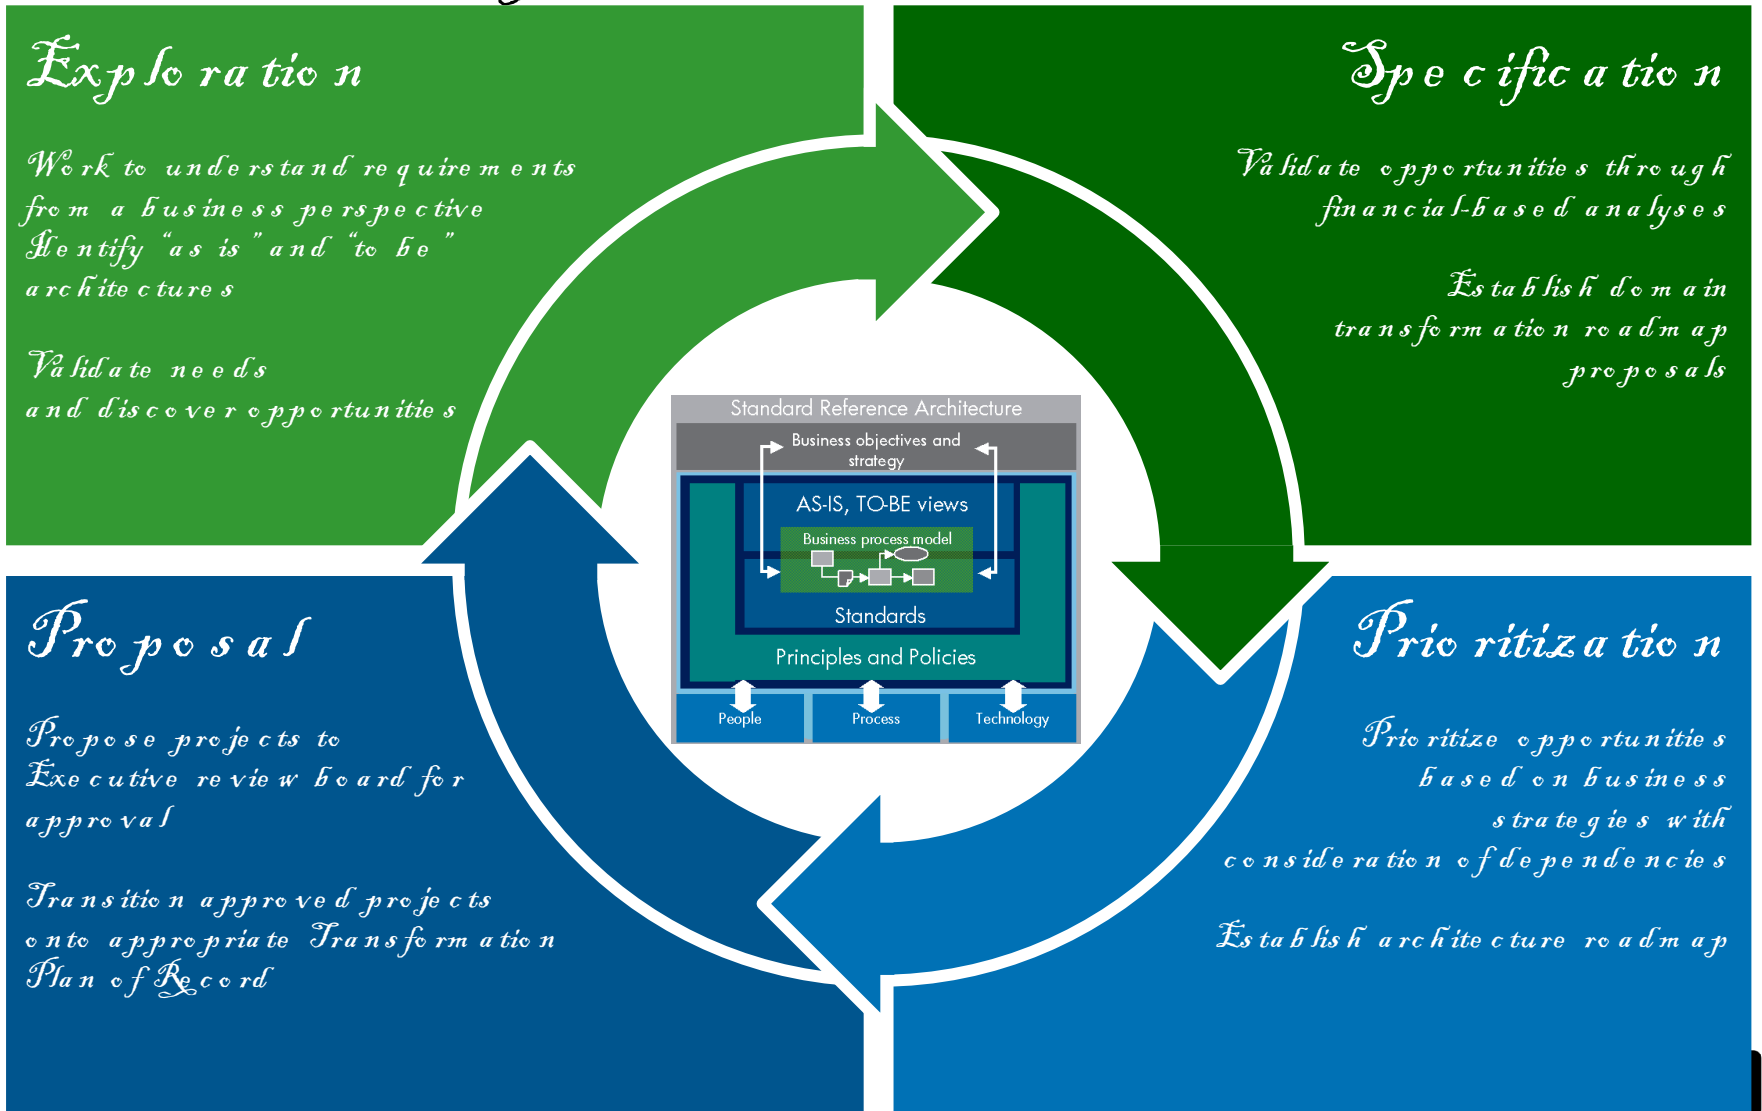 Exploration
Work to understand requirements
from a business perspective
Identify “as is” and “to be”
architectures
Validate needs
and discover opportunities
Specification
Validate opportunities through
financial-based analyses
Establish domain
transformation roadmap
proposals
Standard Reference Architecture
Business objectives and
strategy
AS-IS, TO-BE views
Business process model
Standards
Principles and Policies
People
Process
Technology
Proposal
Propose projects to
Executive review board for
approval
Transition approved projects
onto appropriate Transformation
Plan of Record
Prioritization
Prioritize opportunities
based on business
strategies with
consideration of dependencies
Establish architecture roadmap